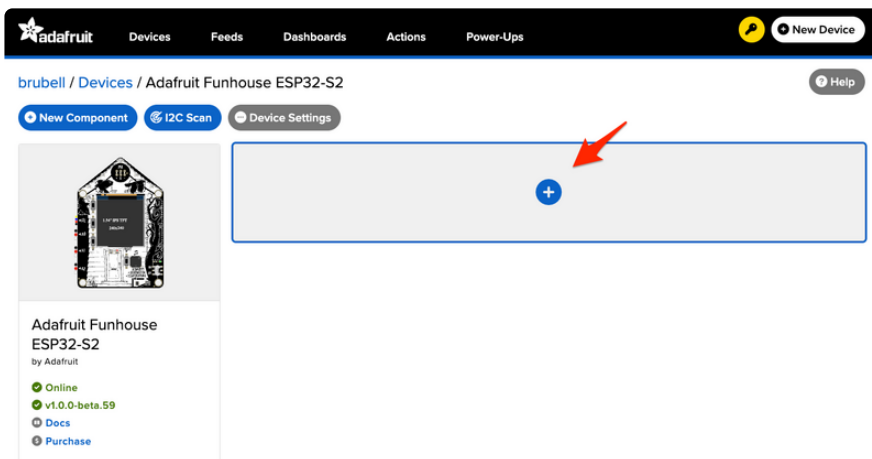 adafruit Devices Feeds Dashboards Actions Power-Ups New Device
brubell / Devices / Adafruit Funhouse ESP32-S2
Help
New Component I2C Scan Device Settings
Adafruit Funhouse
ESP32-S2
by Adafruit
Online
v1.0.0-beta.59
Docs
Purchase